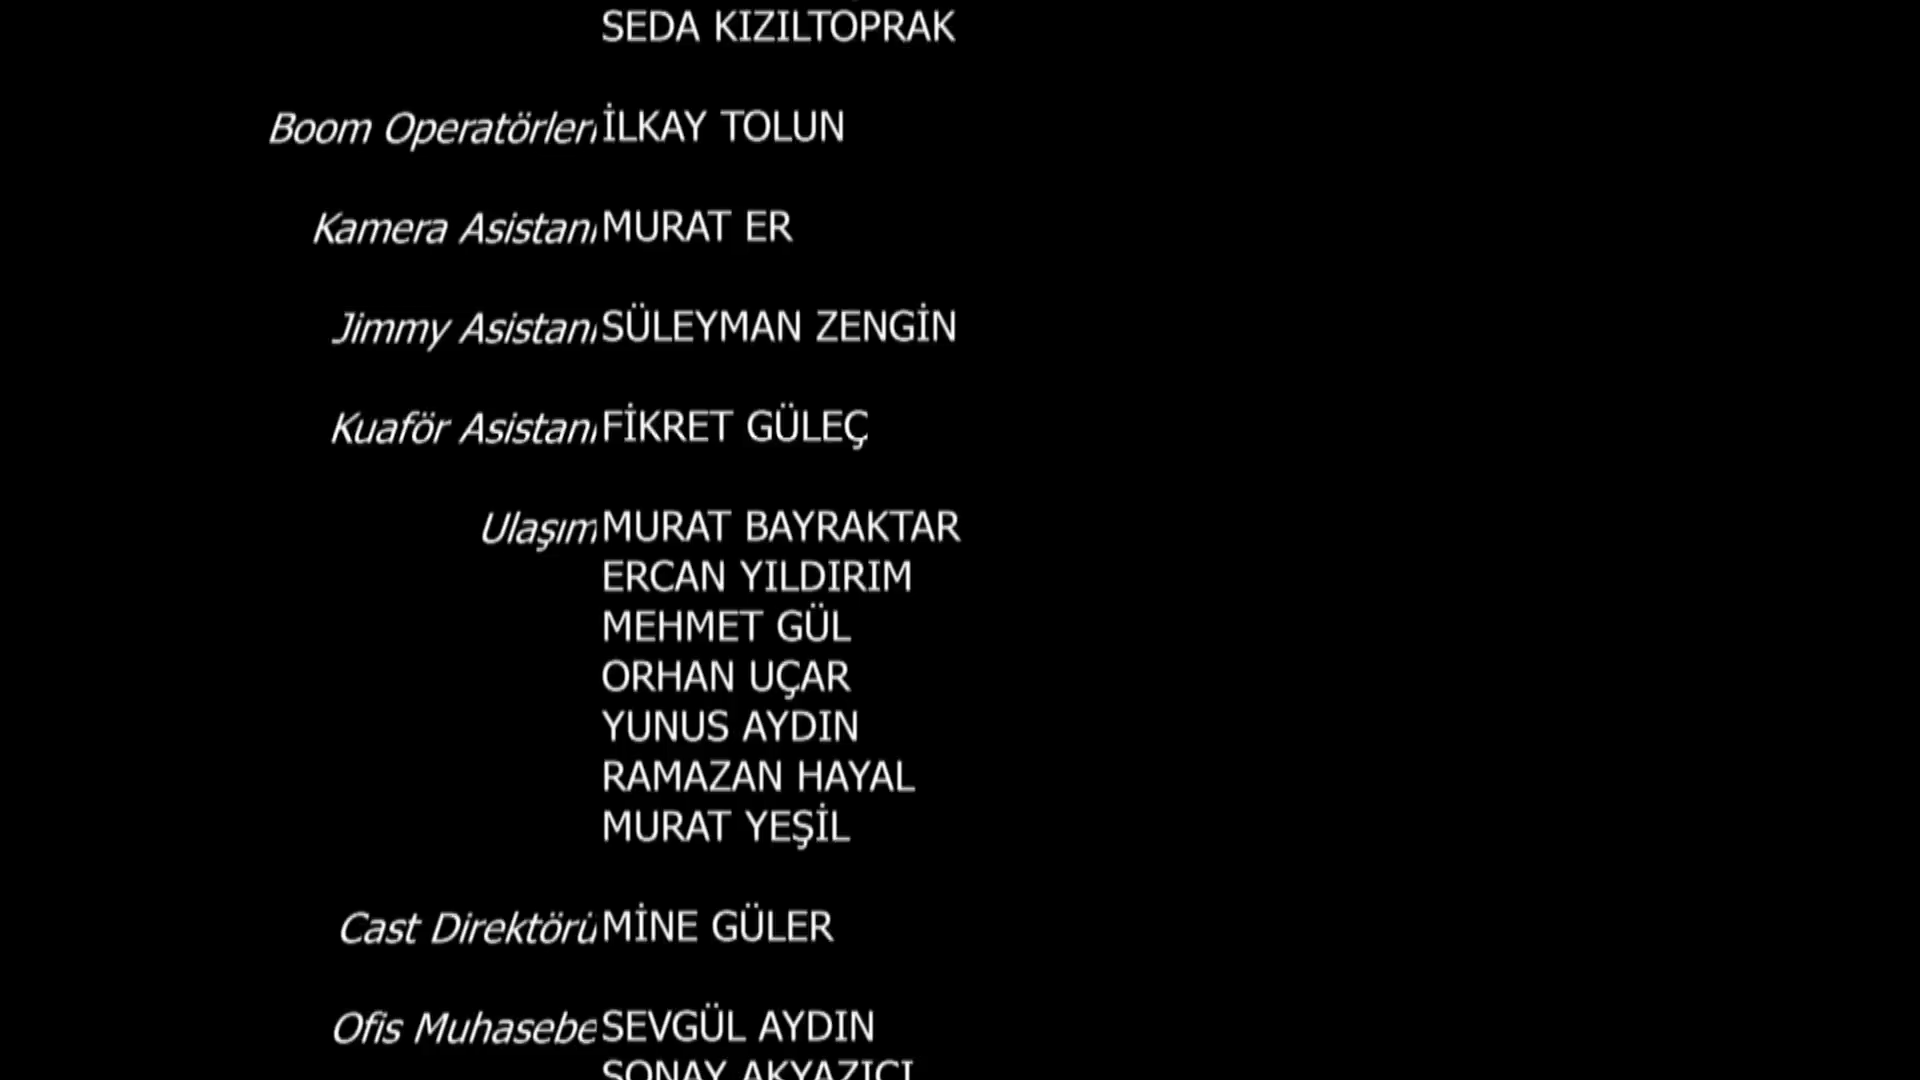 SEDA KIZILTOPRAK
Boom Operatörleri İLKAY TOLUN
Kamera Asistanı MURAT ER
Jimmy Asistanı SÜLEYMAN ZENGİN
Kuaför Asistanı FİKRET GÜLEÇ
Ulaşım MURAT BAYRAKTAR
ERCAN YILDIRIM
MEHMET GÜL
ORHAN UÇAR
YUNUS AYDIN
RAMAZAN HAYAL
MURAT YEŞİL
Cast Direktörü MİNE GÜLER
Ofis Muhasebe SEVGÜL AYDIN
SONAY AKYAZICI